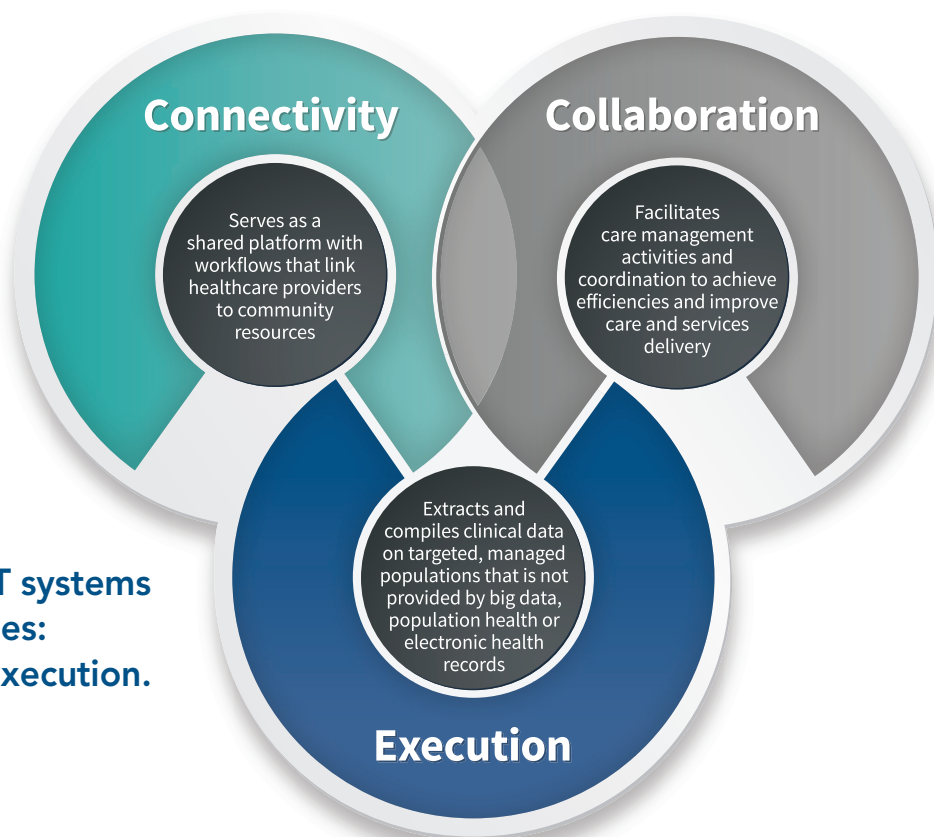 Connectivity
Serves as a
shared platform with
workflows that link
healthcare providers
to community
resources
Collaboration
Facilitates
care management
activities and
coordination to achieve
efficiencies and improve
care and services
delivery
Extracts and
compiles clinical data
on targeted, managed
populations that is not
provided by big data,
population health or
electronic health
records
Execution
T systems
es:
xecution.